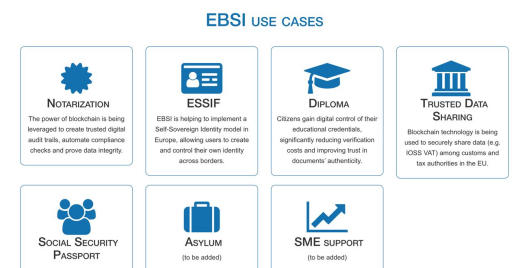 EBSI USE CASES
NOTARIZATION
The power of blockchain is being
leveraged to create trusted digital
audit trails, automate compliance
checks and prove data integrity.
ESSIF
EBSI is helping to implement a
Self-Sovereign Identity model in
Europe, allowing users to create
and control their own identity
across borders.
DIPLOMA
Citizens gain digital control of their
educational credentials,
significantly reducing verification
costs and improving trust in
documents' authenticity.
TRUSTED DATA
SHARING
Blockchain technology is being
used to securely share data (e.g.
IOSS VAT) among customs and
tax authorities in the EU.
SOCIAL SECURITY
PASSPORT
ASYLUM
(to be added)
SME SUPPORT
(to be added)